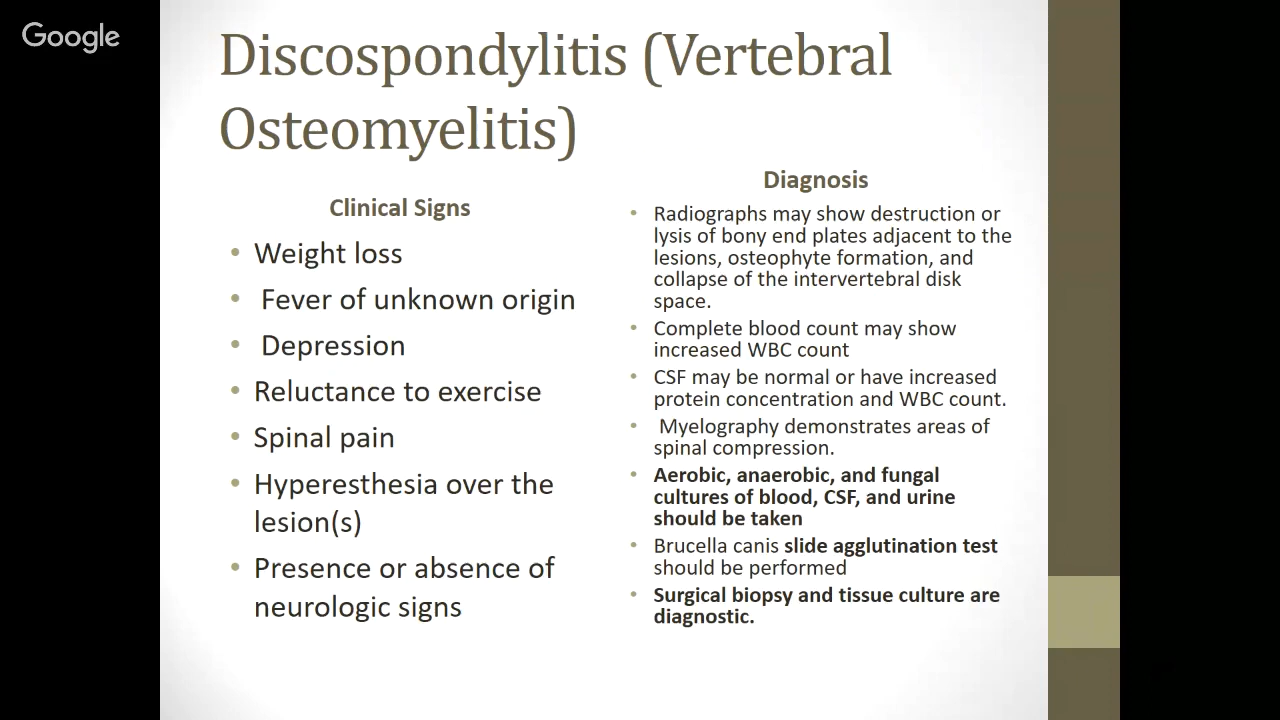 Google
Discospondylitis (Vertebral
Osteomyelitis)
Clinical Signs
• Weight loss
• Fever of unknown origin
• Depression
• Reluctance to exercise
• Spinal pain
• Hyperesthesia over the
lesion(s)
• Presence or absence of
neurologic signs
Diagnosis
• Radiographs may show destruction or
lysis of bony end plates adjacent to the
lesions, osteophyte formation, and
collapse of the intervertebral disk
space.
• Complete blood count may show
increased WBC count
• CSF may be normal or have increased
protein concentration and WBC count.
• Myelography demonstrates areas of
spinal compression.
• Aerobic, anaerobic, and fungal
cultures of blood, CSF, and urine
should be taken
• Brucella canis slide agglutination test
should be performed
• Surgical biopsy and tissue culture are
diagnostic.